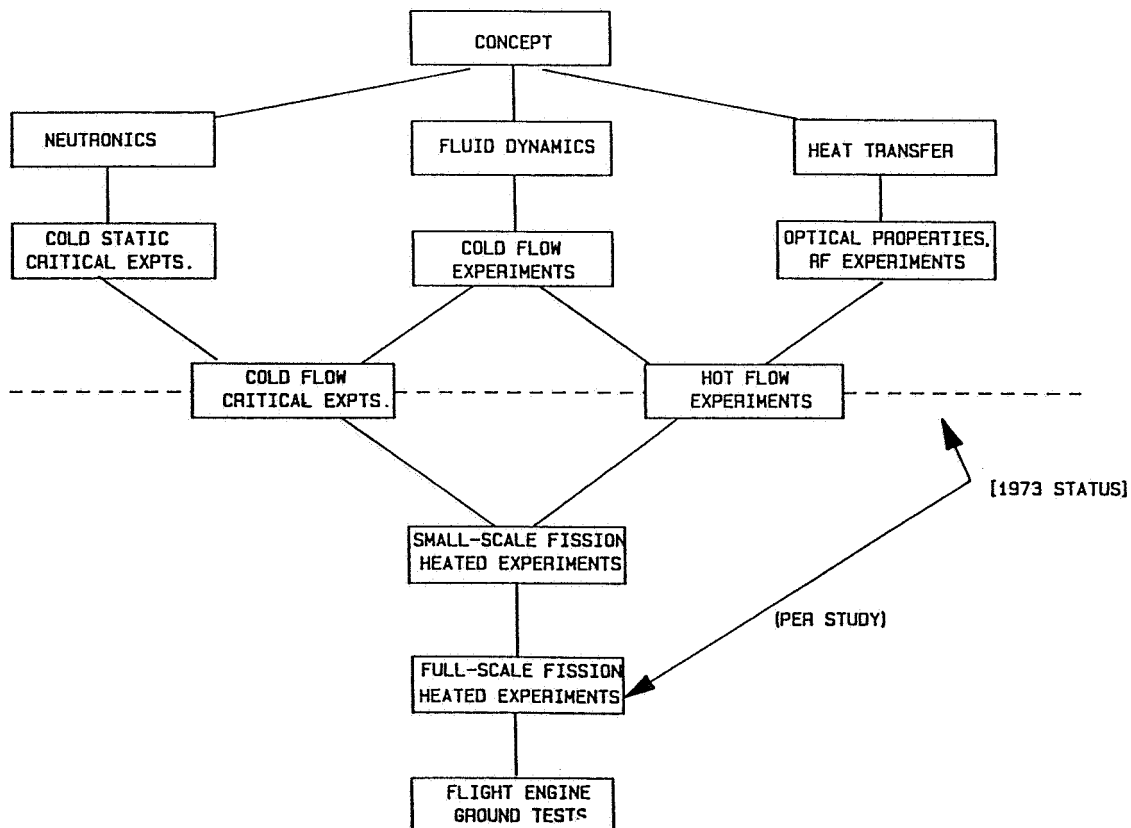 CONCEPT
NEUTRONICS
FLUID DYNAMICS
HEAT TRANSFER
COLD STATIC
CRITICAL EXPTS.
COLD FLOW
EXPERIMENTS
OPTICAL PROPERTIES,
RF EXPERIMENTS
COLD FLOW
CRITICAL EXPTS.
HOT FLOW
EXPERIMENTS
[1973 STATUS]
SMALL-SCALE FISSION
HEATED EXPERIMENTS
(PER STUDY)
FULL-SCALE FISSION
HEATED EXPERIMENTS
FLIGHT ENGINE
GROUND TESTS